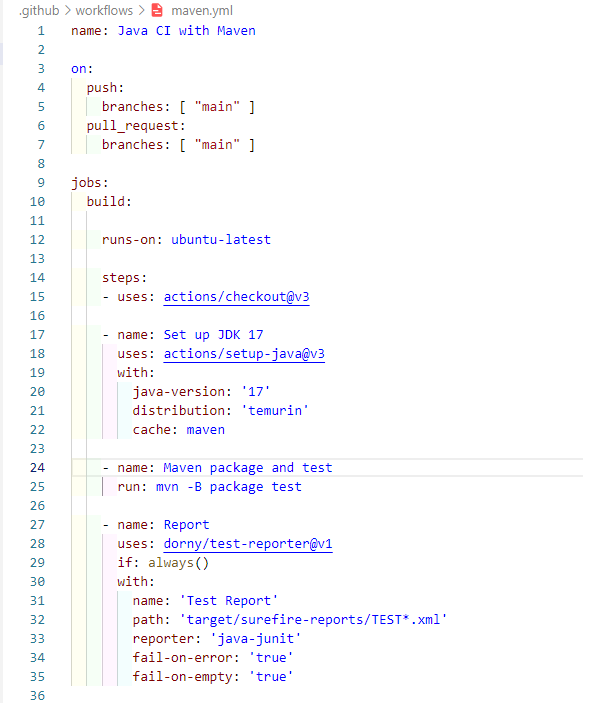 .github > workflows > maven.yml
1 name: Java CI with Maven
2
3 on:
4   push:
5     branches: [ "main" ]
6   pull_request:
7     branches: [ "main" ]
8
9 jobs:
10   build:
11
12     runs-on: ubuntu-latest
13
14     steps:
15     - uses: actions/checkout@v3
16
17     - name: Set up JDK 17
18       uses: actions/setup-java@v3
19       with:
20         java-version: '17'
21         distribution: 'temurin'
22         cache: maven
23
24     - name: Maven package and test
25       run: mvn -B package test
26
27     - name: Report
28       uses: dorny/test-reporter@v1
29       if: always()
30       with:
31         name: 'Test Report'
32         path: 'target/surefire-reports/TEST*.xml'
33         reporter: 'java-junit'
34         fail-on-error: 'true'
35         fail-on-empty: 'true'
36